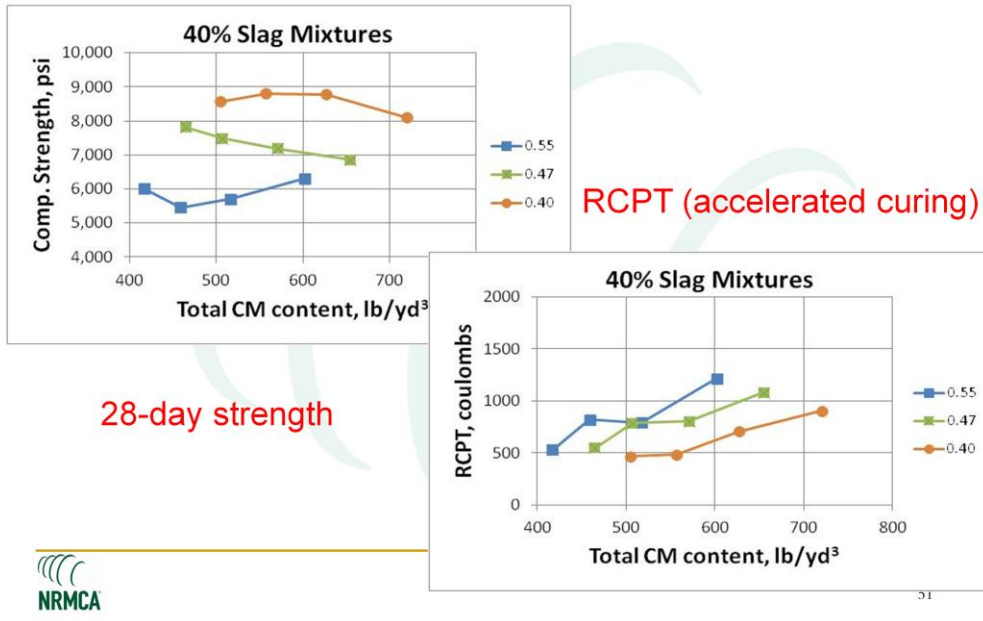 40% Slag Mixtures
Comp. Strength, psi
10,000
9,000
8,000
7,000
6,000
5,000
4,000
400 500 600 700
Total CM content, lb/yd³
0.55
0.47
0.40
RCPT (accelerated curing)
28-day strength
40% Slag Mixtures
RCPT, coulombs
2000
1500
1000
500
0
400 500 600 700 800
Total CM content, lb/yd³
0.55
0.47
0.40
NRMCA
51